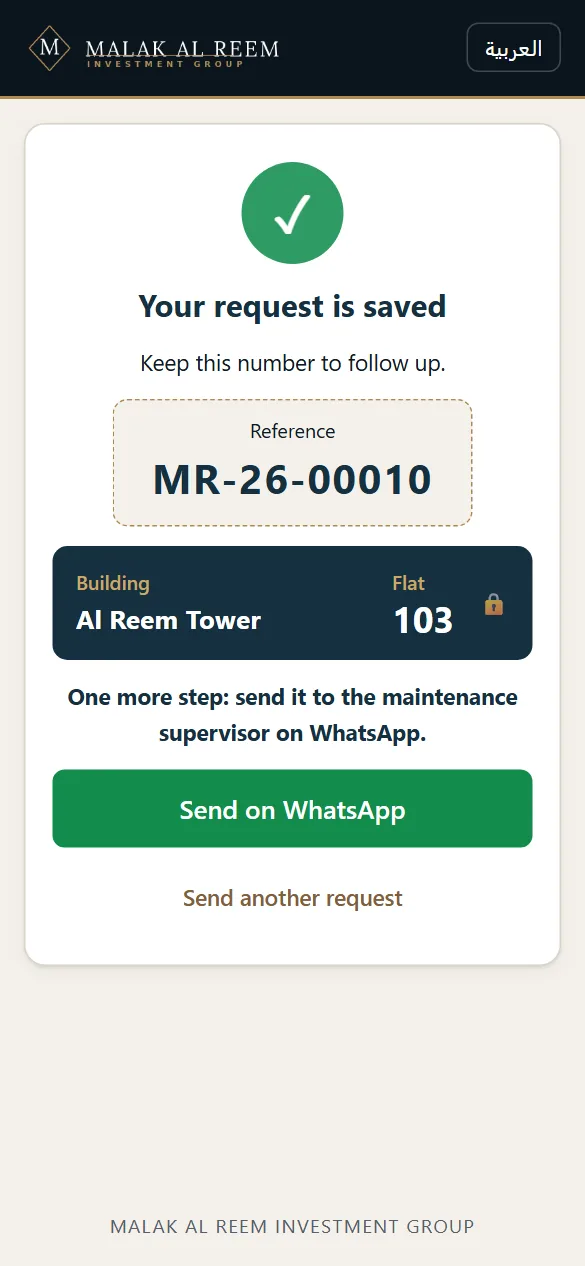 M
MALAK AL REEM
INVESTMENT GROUP
العربية
Your request is saved
Keep this number to follow up.
Reference
MR-26-00010
Building
Al Reem Tower
Flat
103
One more step: send it to the maintenance
supervisor on WhatsApp.
Send on WhatsApp
Send another request
MALAK AL REEM INVESTMENT GROUP